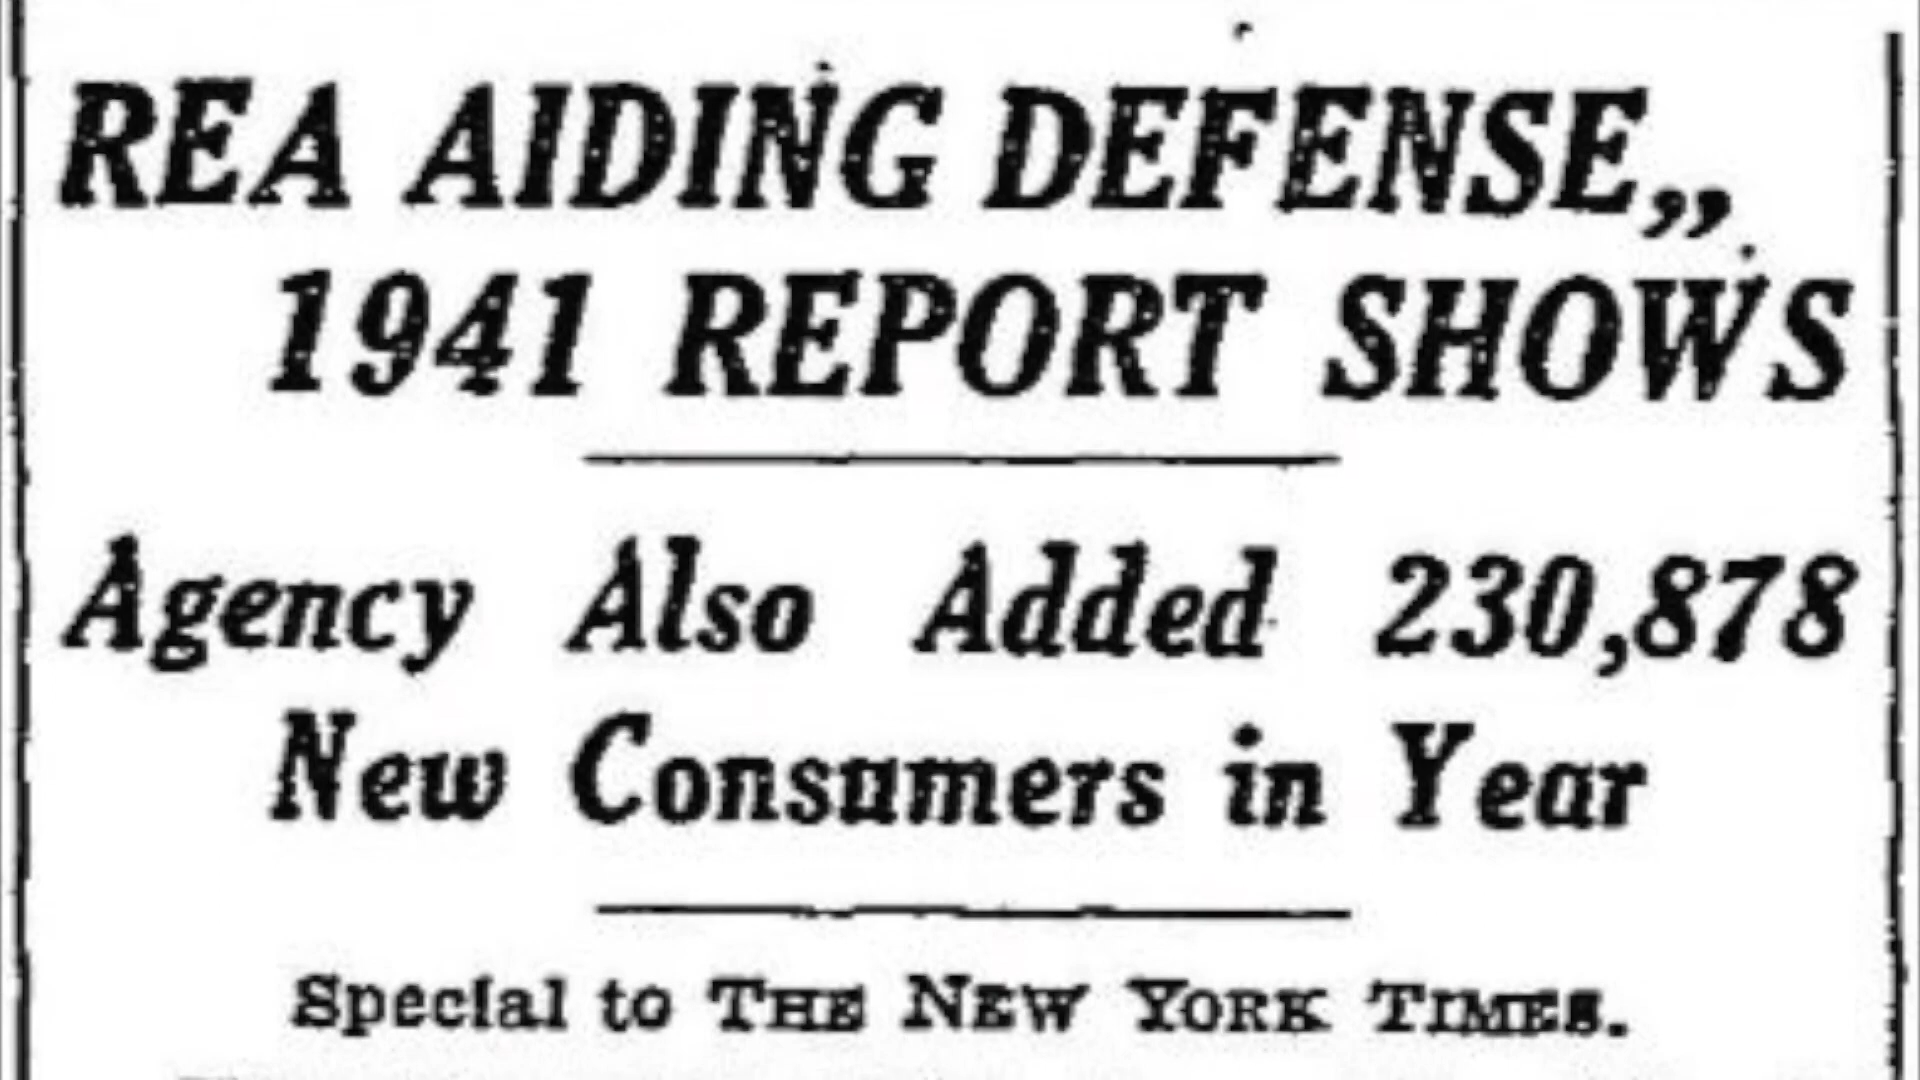 REA AIDING DEFENSE,,
1941 REPORT SHOWS
Agency Also Added 230,878
New Consumers in Year
Special to THE NEW YORK TIMES.